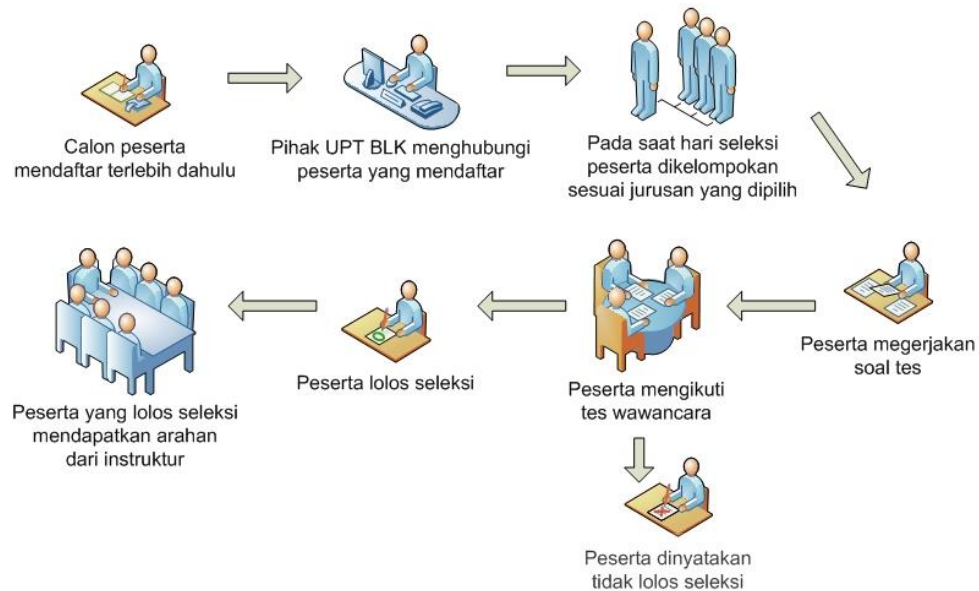 Calon peserta
mendaftar terlebih dahulu
Pihak UPT BLK menghubungi
peserta yang mendaftar
Pada saat hari seleksi
peserta dikelompokan
sesuai jurusan yang dipilih
Peserta megerjakan
soal tes
Peserta mengikuti
tes wawancara
Peserta lolos seleksi
Peserta yang lolos seleksi
mendapatkan arahan
dari instruktur
Peserta dinyatakan
tidak lolos seleksi